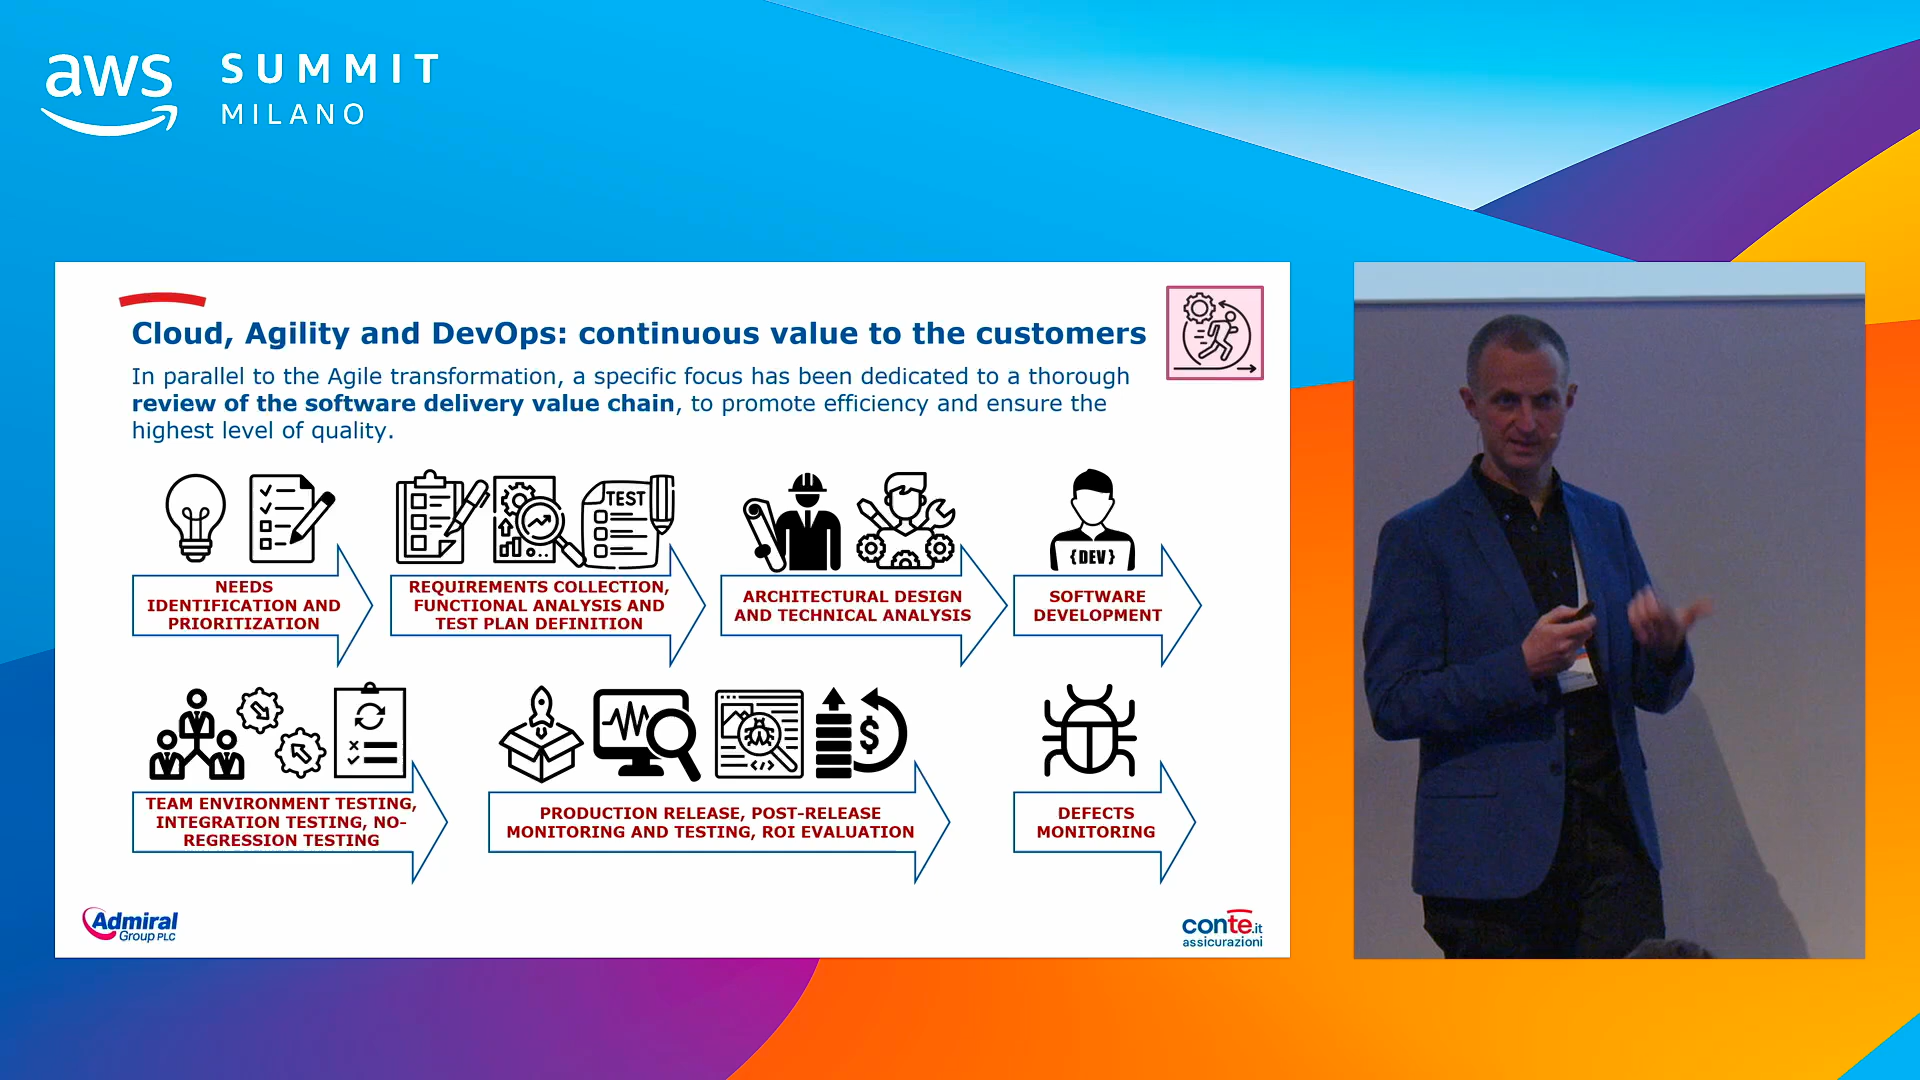 aws SUMMIT
MILANO
Cloud, Agility and DevOps: continuous value to the customers
In parallel to the Agile transformation, a specific focus has been dedicated to a thorough
review of the software delivery value chain, to promote efficiency and ensure the
highest level of quality.
TEST
{DEV}
NEEDS
IDENTIFICATION AND
PRIORITIZATION
REQUIREMENTS COLLECTION,
FUNCTIONAL ANALYSIS AND
TEST PLAN DEFINITION
ARCHITECTURAL DESIGN
AND TECHNICAL ANALYSIS
SOFTWARE
DEVELOPMENT
</>
$
TEAM ENVIRONMENT TESTING,
INTEGRATION TESTING, NO-
REGRESSION TESTING
PRODUCTION RELEASE, POST-RELEASE
MONITORING AND TESTING, ROI EVALUATION
DEFECTS
MONITORING
Admiral
Group PLC
conte.it
assicurazioni